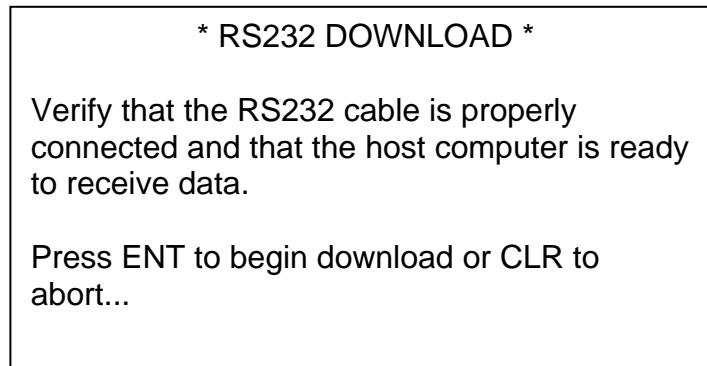 * RS232 DOWNLOAD *
Verify that the RS232 cable is properly
connected and that the host computer is ready
to receive data.
Press ENT to begin download or CLR to
abort...